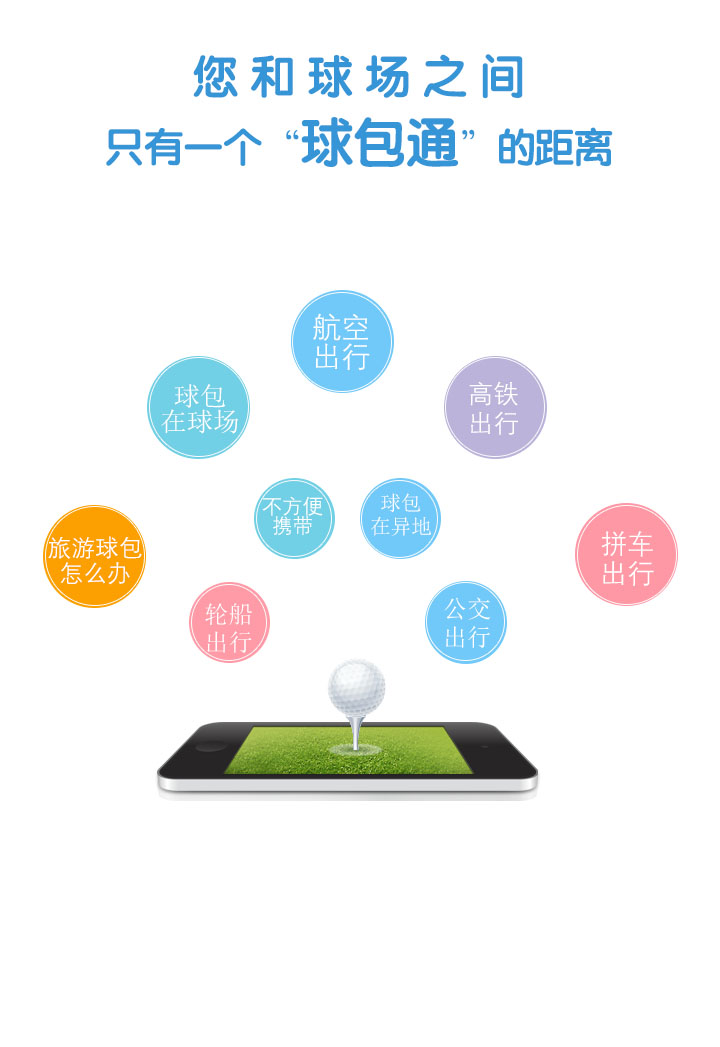 您和球场之间
只有一个“球包通”的距离
航空
出行
球包
在球场
高铁
出行
不方便
携带
球包
在异地
旅游球包
怎么办
拼车
出行
轮船
出行
公交
出行